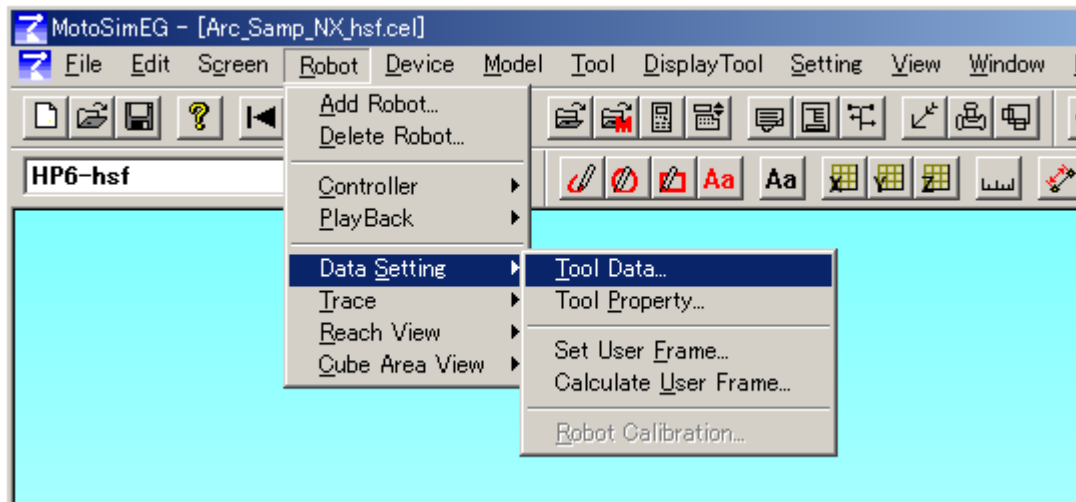 MotoSimEG - [Arc_Samp_NX_hsf.cel]
File Edit Screen Robot Device Model Tool DisplayTool Setting View Window
Add Robot...
Delete Robot...
HP6-hsf
Aa Aa X Y Z
Controller
PlayBack
Data Setting
Tool Data...
Trace
Tool Property...
Reach View
Set User Frame...
Cube Area View
Calculate User Frame...
Robot Calibration...